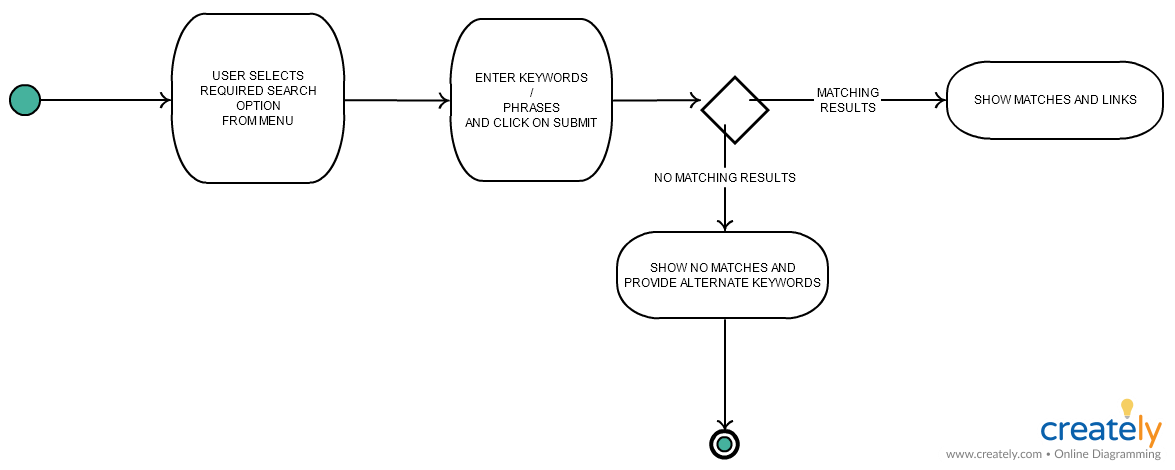 USER SELECTS
REQUIRED SEARCH
OPTION
FROM MENU
ENTER KEYWORDS
/
PHRASES
AND CLICK ON SUBMIT
MATCHING
RESULTS
SHOW MATCHES AND LINKS
NO MATCHING RESULTS
SHOW NO MATCHES AND
PROVIDE ALTERNATE KEYWORDS
creately
www.creately.com • Online Diagramming